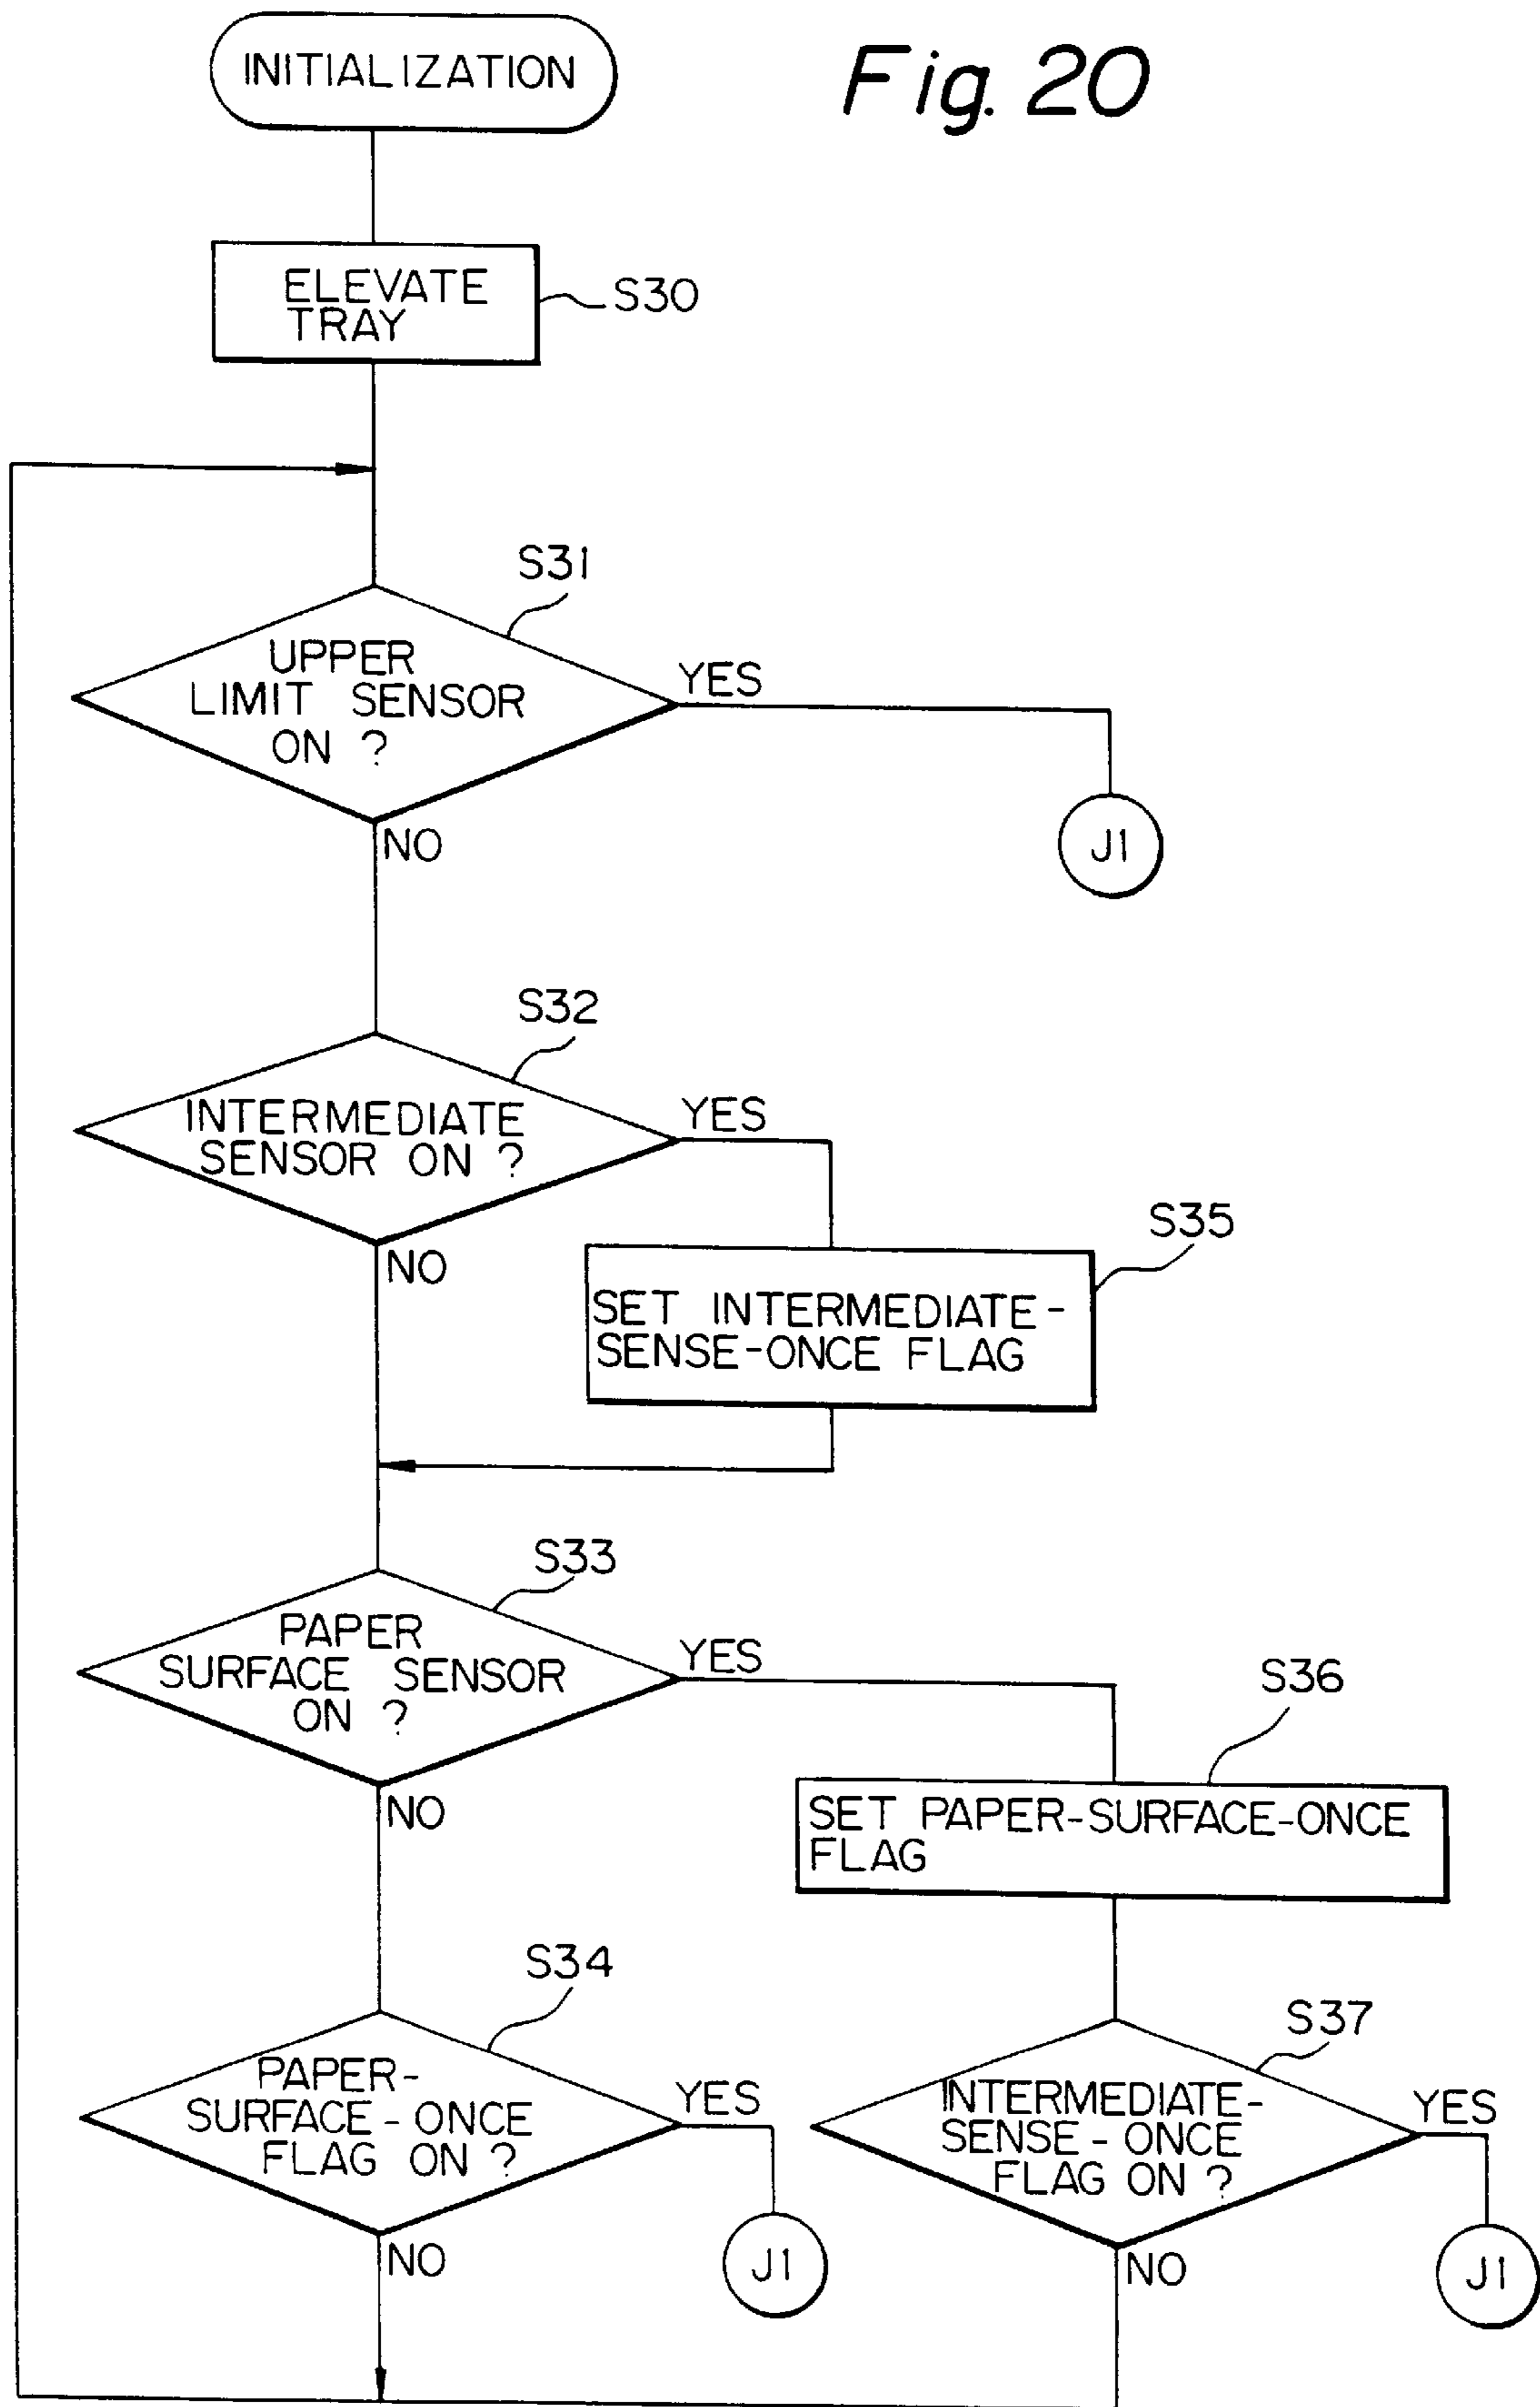 INITIALIZATION
Fig. 20
ELEVATE
TRAY
S30
S31
UPPER
LIMIT SENSOR
ON ?
YES
NO
J1
S32
INTERMEDIATE
SENSOR ON ?
YES
NO
S35
SET INTERMEDIATE-
SENSE-ONCE FLAG
S33
PAPER
SURFACE SENSOR
ON ?
YES
NO
S36
SET PAPER-SURFACE-ONCE
FLAG
S34
PAPER-
SURFACE-ONCE
FLAG ON ?
YES
NO
J1
S37
INTERMEDIATE-
SENSE-ONCE
FLAG ON ?
YES
NO
J1